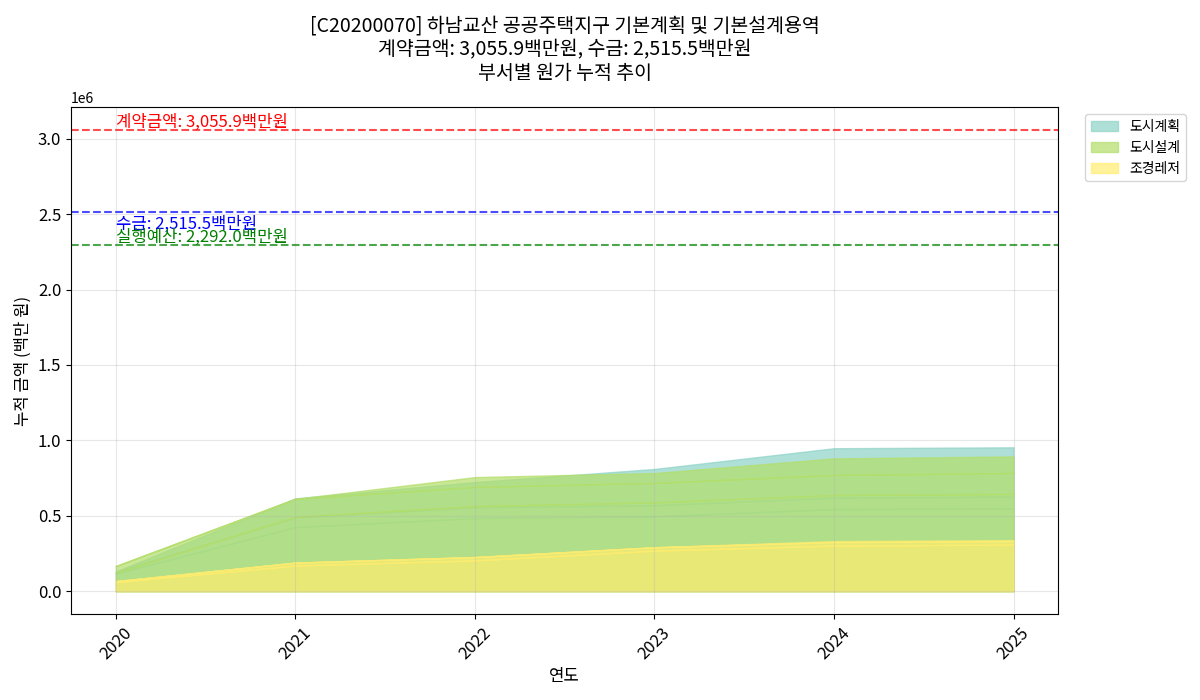 [C20200070] 하남교산 공공주택지구 기본계획 및 기본설계용역
계약금액: 3,055.9백만원, 수금: 2,515.5백만원
부서별 원가 누적 추이
1e6
계약금액: 3,055.9백만원
수금: 2,515.5백만원
실행예산: 2,292.0백만원
도시계획
도시설계
조경레저
3.0
2.5
2.0
1.5
1.0
0.5
0.0
누적 금액 (백만 원)
2020
2021
2022
2023
2024
2025
연도